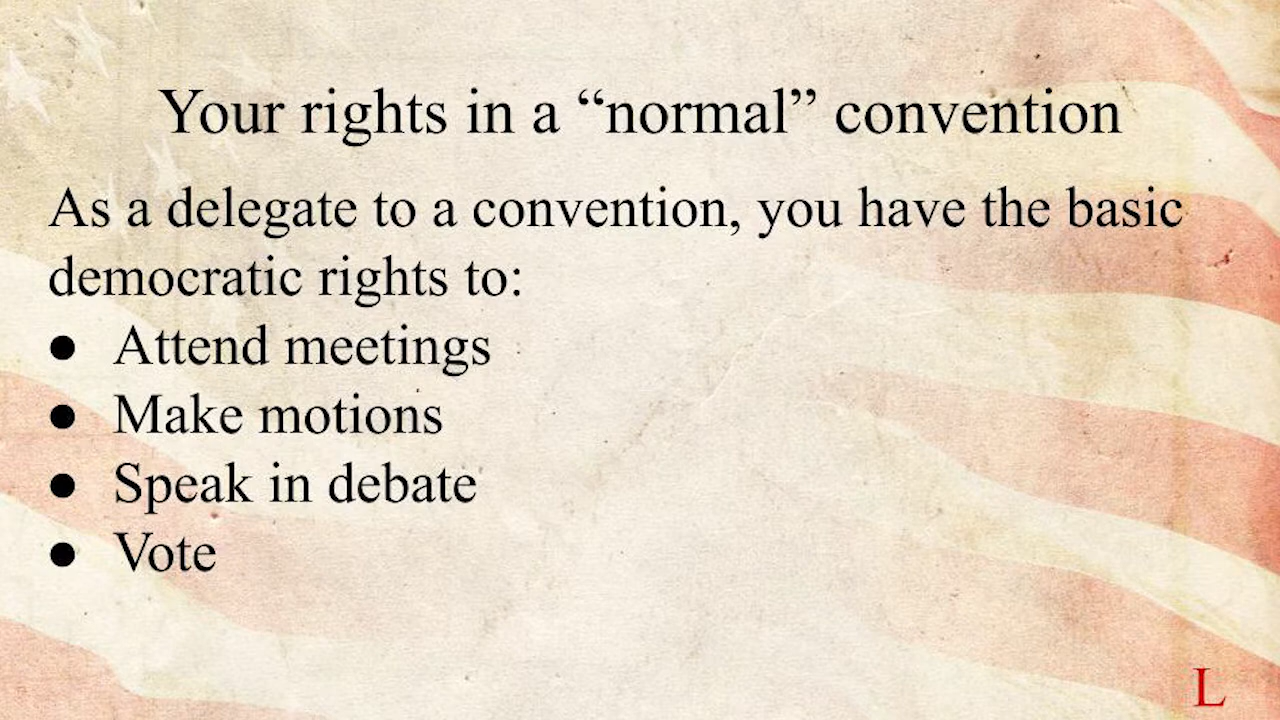 Your rights in a “normal” convention
As a delegate to a convention, you have the basic
democratic rights to:
● Attend meetings
● Make motions
● Speak in debate
● Vote
L